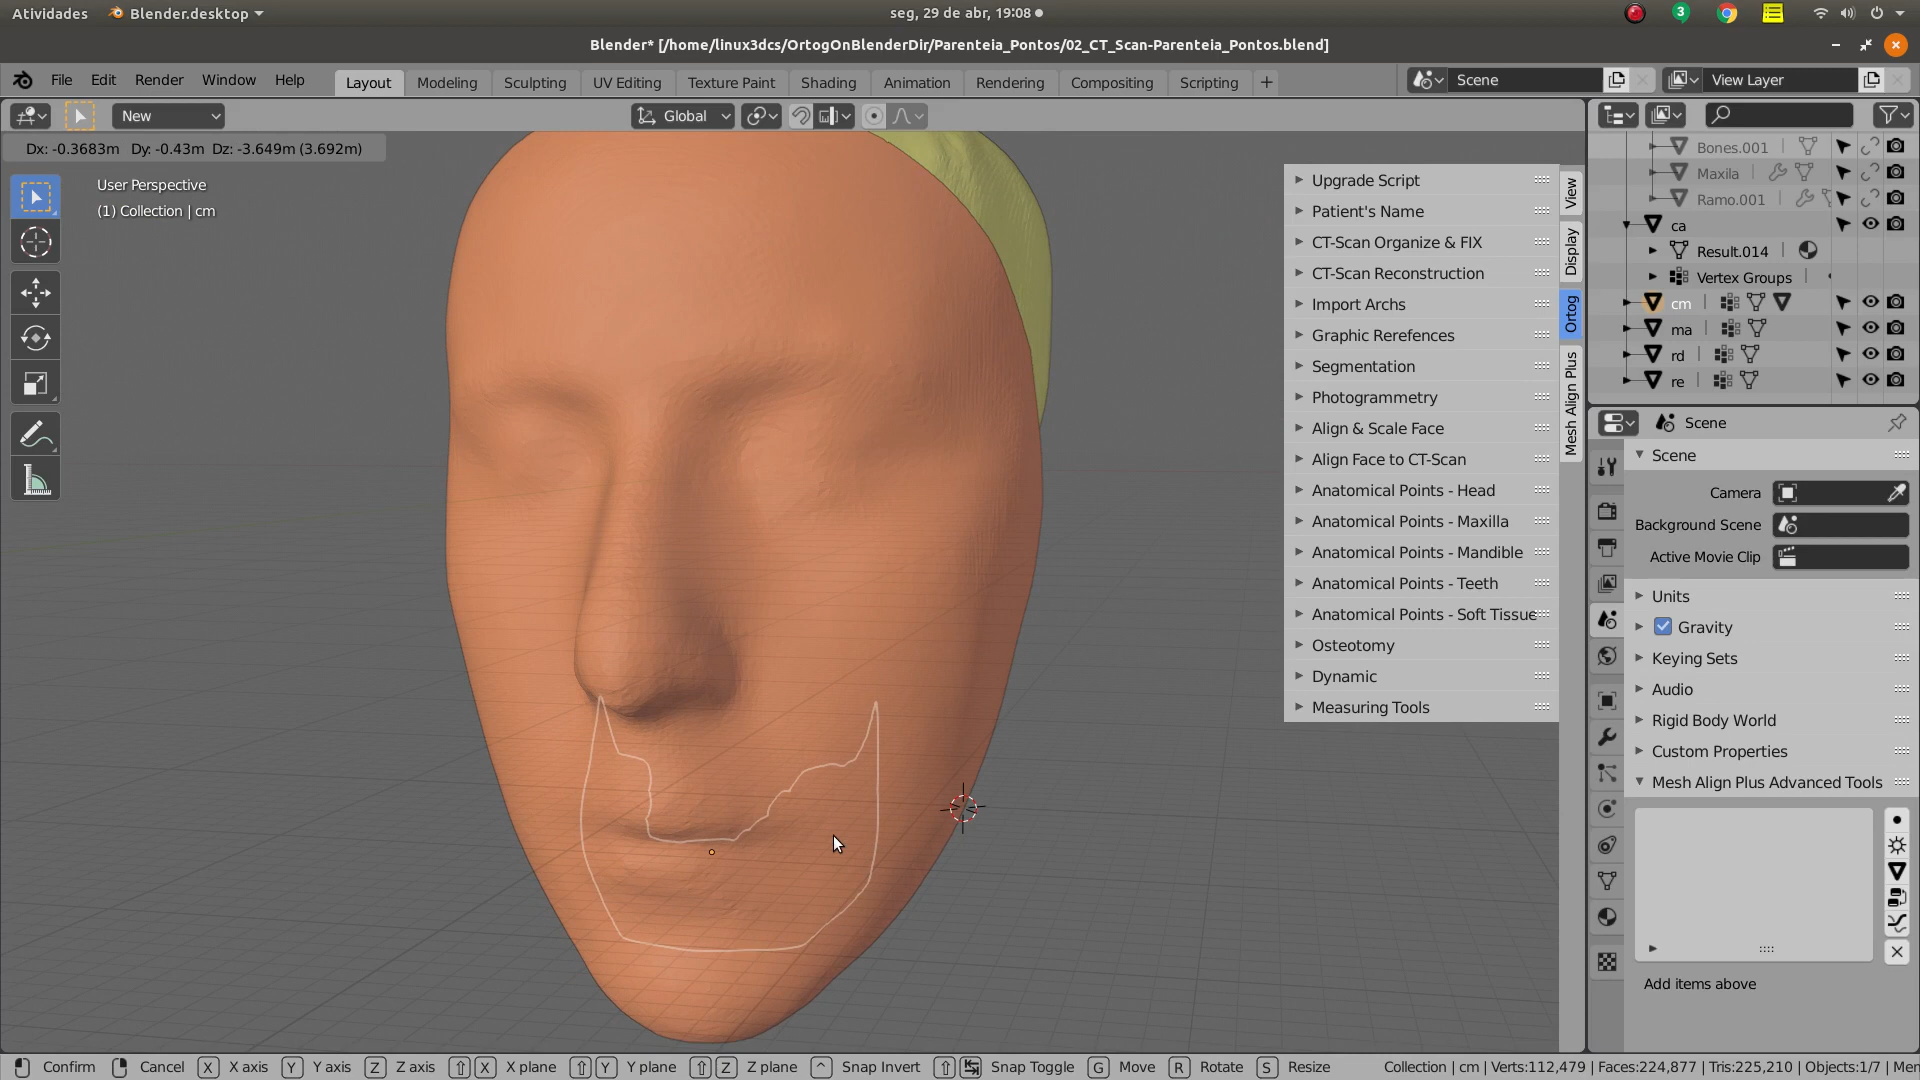 Atividades
Blender.desktop
seg, 29 de abr, 19:08
3
Blender* [/home/linux3dcs/OrtogOnBlenderDir/Parenteia_Pontos/02_CT_Scan-Parenteia_Pontos.blend]
File Edit Render Window Help
Layout Modeling Sculpting UV Editing Texture Paint Shading Animation Rendering Compositing Scripting +
Scene
View Layer
New
Global
Dx: -0.3683m Dy: -0.43m Dz: -3.649m (3.692m)
User Perspective
(1) Collection | cm
Upgrade Script
Patient's Name
CT-Scan Organize & FIX
CT-Scan Reconstruction
Import Archs
Graphic Rerefences
Segmentation
Photogrammetry
Align & Scale Face
Align Face to CT-Scan
Anatomical Points - Head
Anatomical Points - Maxilla
Anatomical Points - Mandible
Anatomical Points - Teeth
Anatomical Points - Soft Tissue
Osteotomy
Dynamic
Measuring Tools
View
Display
Ortog
Mesh Align Plus
Bones.001
Maxila
Ramo.001
ca
Result.014
Vertex Groups
cm
ma
rd
re
Scene
Scene
Camera
Background Scene
Active Movie Clip
Units
Gravity
Keying Sets
Audio
Rigid Body World
Custom Properties
Mesh Align Plus Advanced Tools
Add items above
Confirm Cancel X X axis Y Y axis Z Z axis X X plane Y Y plane Z Z plane Snap Invert Snap Toggle G Move R Rotate S Resize
Collection | cm | Verts:112,479 | Faces:224,877 | Tris:225,210 | Objects:1/7 | Mer